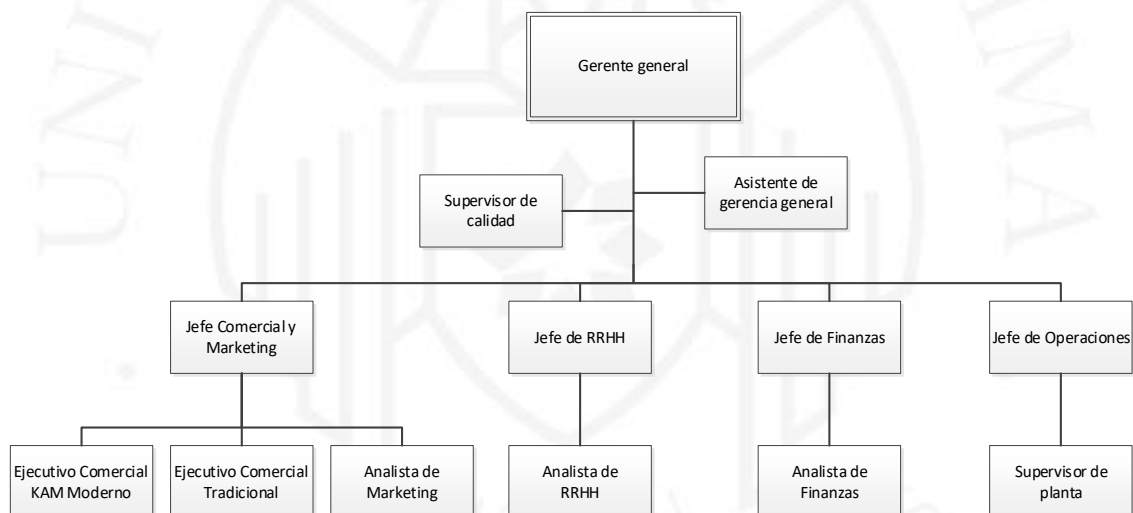 Gerente general
Asistente de
gerencia general
Supervisor de
calidad
Jefe Comercial y
Marketing
Jefe de RRHH
Jefe de Finanzas
Jefe de Operaciones
Ejecutivo Comercial
KAM Moderno
Ejecutivo Comercial
Tradicional
Analista de
Marketing
Analista de
RRHH
Analista de
Finanzas
Supervisor de
planta